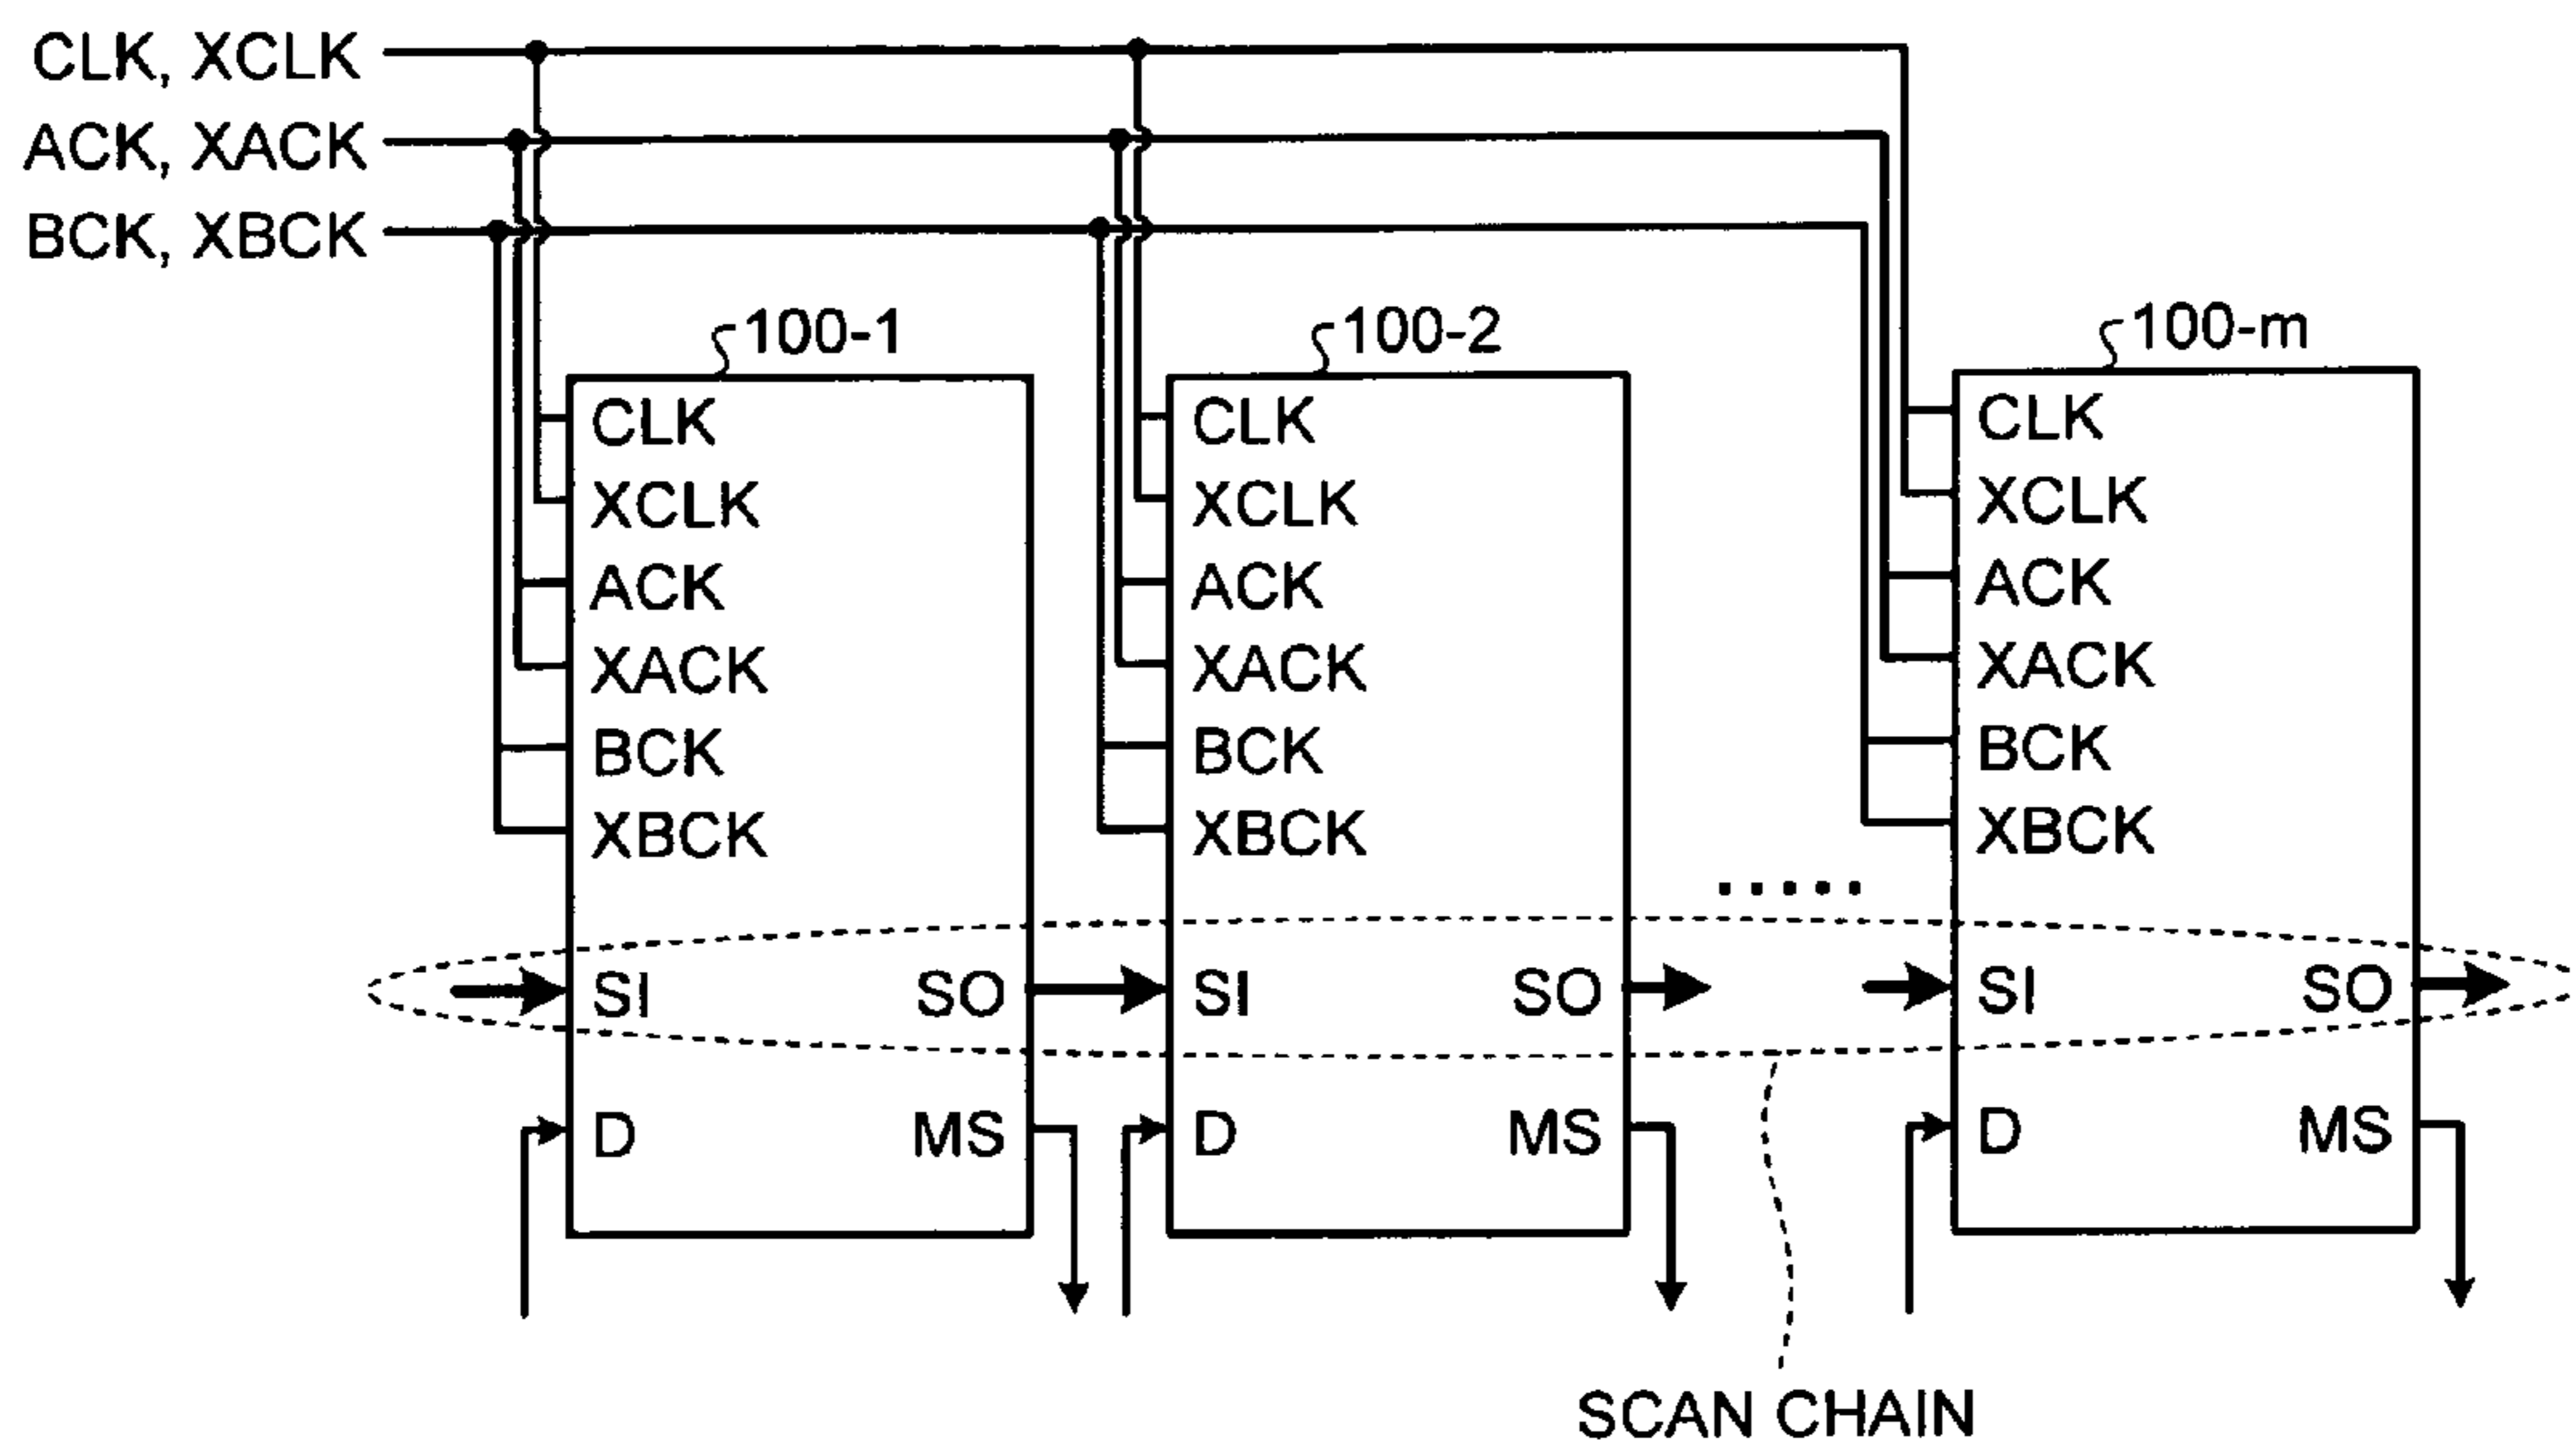 CLK, XCLK
ACK, XACK
BCK, XBCK
100-1
100-2
100-m
CLK
XCLK
ACK
XACK
BCK
XBCK
SI
SO
D
MS
CLK
XCLK
ACK
XACK
BCK
XBCK
SI
SO
D
MS
CLK
XCLK
ACK
XACK
BCK
XBCK
SI
SO
D
MS
SCAN CHAIN